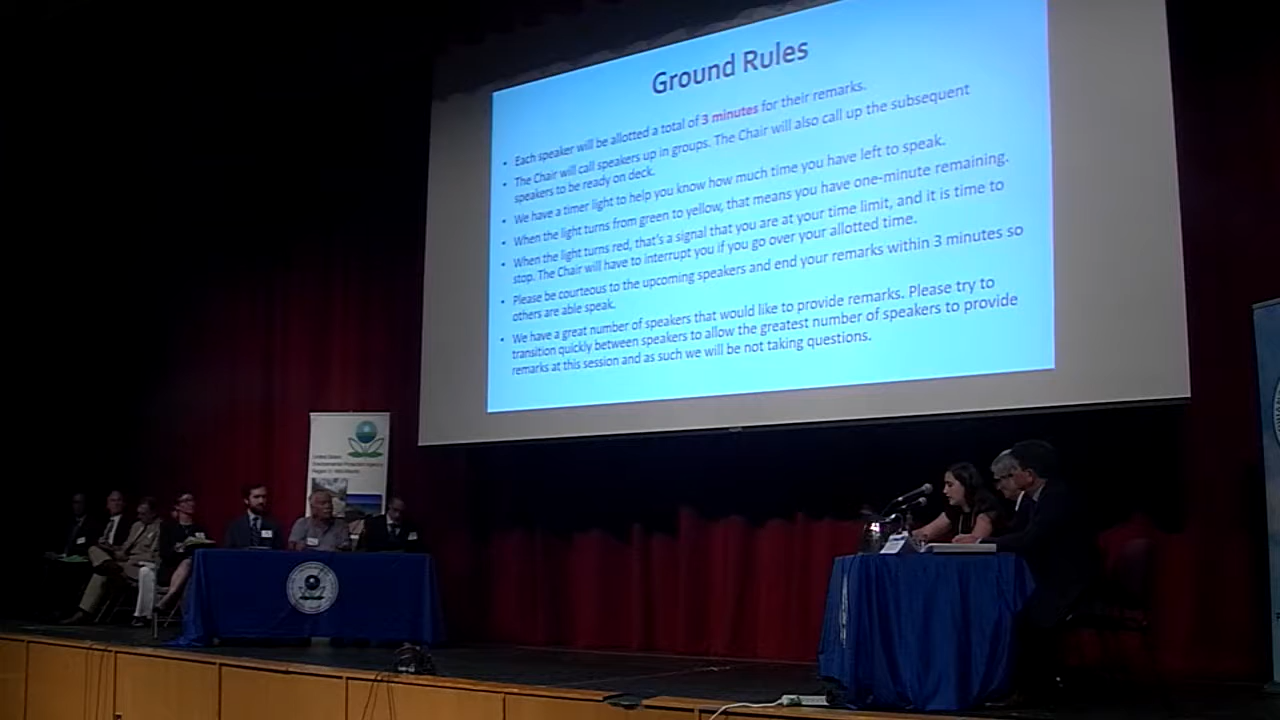 Ground Rules
• Each speaker will be allotted a total of 3 minutes for their remarks.
• The Chair will call speakers up in groups. The Chair will also call up the subsequent
speakers to be ready on deck.
• We have a timer light to help you know how much time you have left to speak.
• When the light turns from green to yellow, that means you have one-minute remaining.
• When the light turns red, that's a signal that you are at your time limit, and it is time to
stop. The Chair will have to interrupt you if you go over your allotted time.
• Please be courteous to the upcoming speakers and end your remarks within 3 minutes so
others are able speak.
• We have a great number of speakers that would like to provide remarks. Please try to
transition quickly between speakers to allow the greatest number of speakers to provide
remarks at this session and as such we will be not taking questions.
United States
Environmental Protection Agency